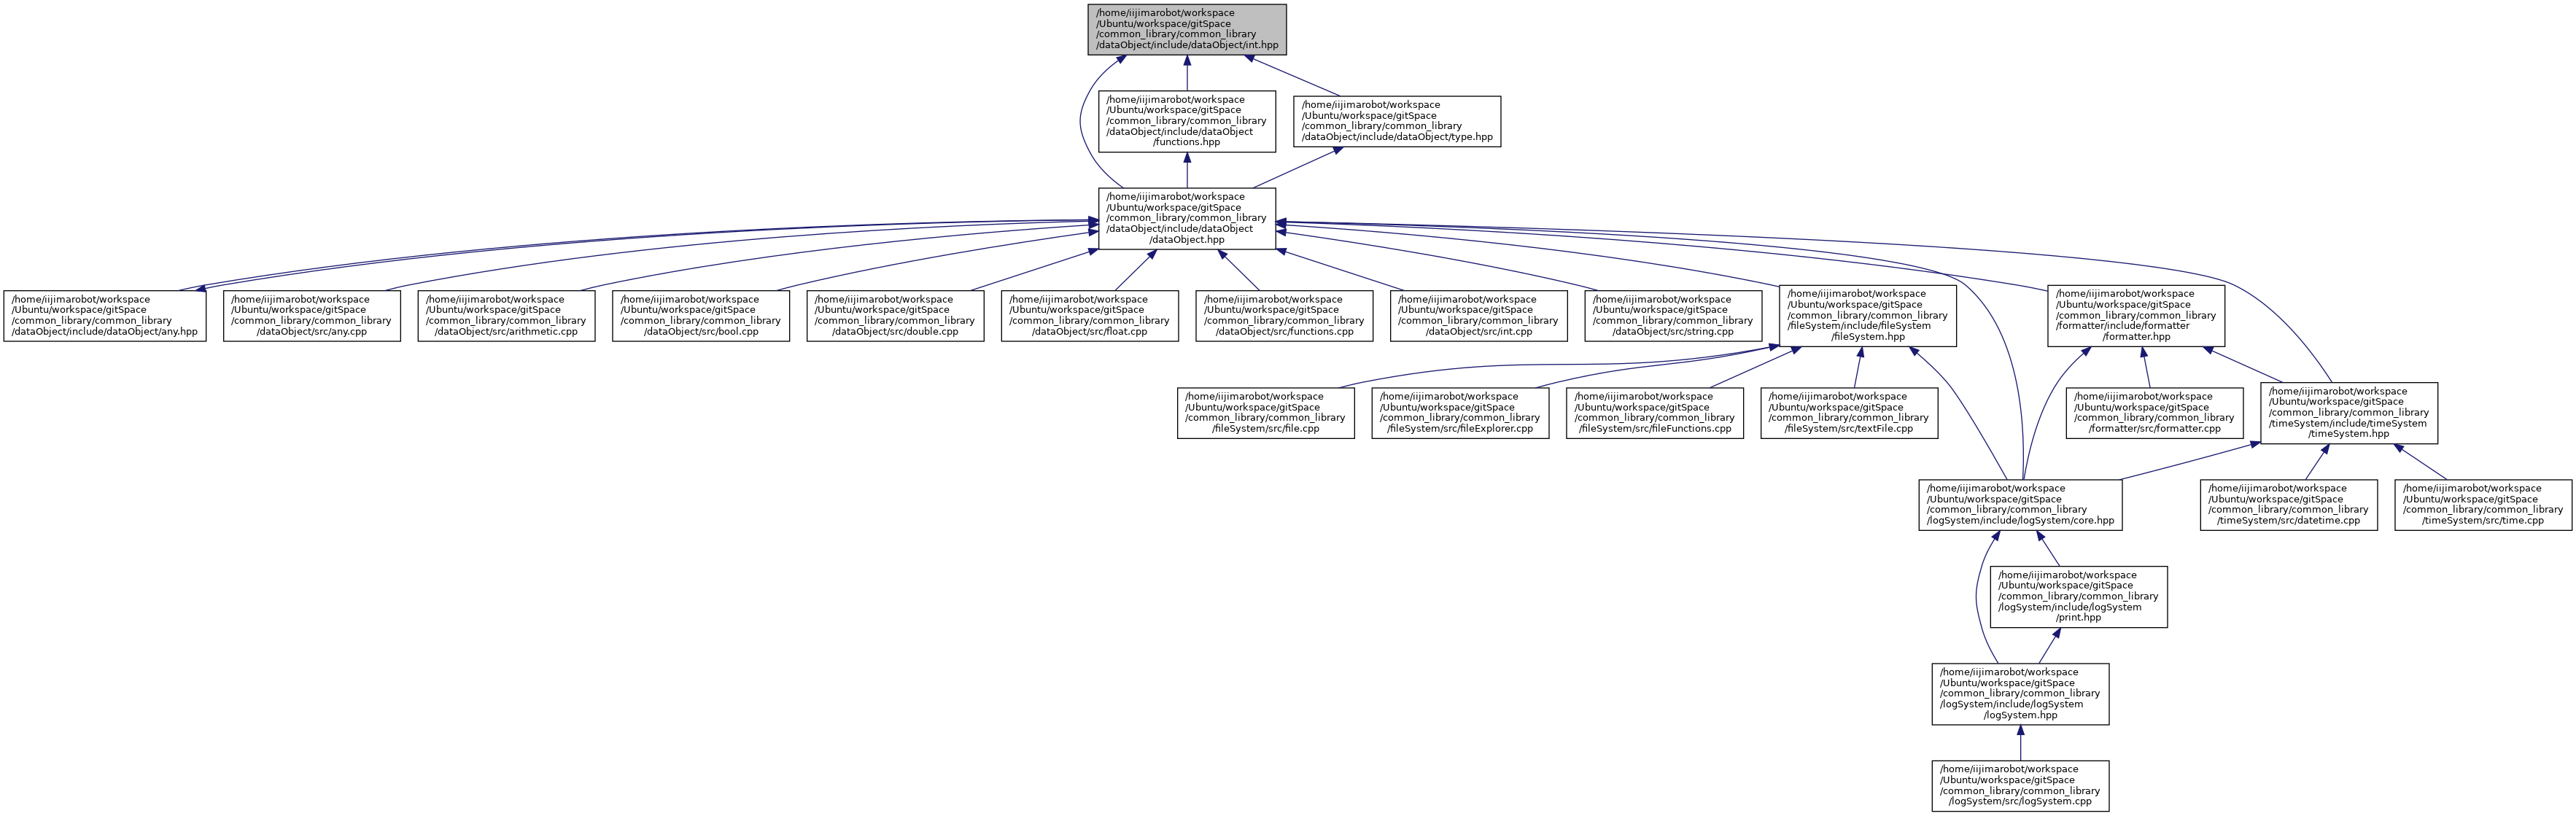 /home/iijimarobot/workspace
/Ubuntu/workspace/gitSpace
/common_library/common_library
/dataObject/include/dataObject/int.hpp
/home/iijimarobot/workspace
/Ubuntu/workspace/gitSpace
/common_library/common_library
/dataObject/include/dataObject
/functions.hpp
/home/iijimarobot/workspace
/Ubuntu/workspace/gitSpace
/common_library/common_library
/dataObject/include/dataObject/type.hpp
/home/iijimarobot/workspace
/Ubuntu/workspace/gitSpace
/common_library/common_library
/dataObject/include/dataObject
/dataObject.hpp
/home/iijimarobot/workspace
/Ubuntu/workspace/gitSpace
/common_library/common_library
/dataObject/include/dataObject/any.hpp
/home/iijimarobot/workspace
/Ubuntu/workspace/gitSpace
/common_library/common_library
/dataObject/src/any.cpp
/home/iijimarobot/workspace
/Ubuntu/workspace/gitSpace
/common_library/common_library
/dataObject/src/arithmetic.cpp
/home/iijimarobot/workspace
/Ubuntu/workspace/gitSpace
/common_library/common_library
/dataObject/src/bool.cpp
/home/iijimarobot/workspace
/Ubuntu/workspace/gitSpace
/common_library/common_library
/dataObject/src/double.cpp
/home/iijimarobot/workspace
/Ubuntu/workspace/gitSpace
/common_library/common_library
/dataObject/src/float.cpp
/home/iijimarobot/workspace
/Ubuntu/workspace/gitSpace
/common_library/common_library
/dataObject/src/functions.cpp
/home/iijimarobot/workspace
/Ubuntu/workspace/gitSpace
/common_library/common_library
/dataObject/src/int.cpp
/home/iijimarobot/workspace
/Ubuntu/workspace/gitSpace
/common_library/common_library
/dataObject/src/string.cpp
/home/iijimarobot/workspace
/Ubuntu/workspace/gitSpace
/common_library/common_library
/fileSystem/include/fileSystem
/fileSystem.hpp
/home/iijimarobot/workspace
/Ubuntu/workspace/gitSpace
/common_library/common_library
/formatter/include/formatter
/formatter.hpp
/home/iijimarobot/workspace
/Ubuntu/workspace/gitSpace
/common_library/common_library
/fileSystem/src/file.cpp
/home/iijimarobot/workspace
/Ubuntu/workspace/gitSpace
/common_library/common_library
/fileSystem/src/fileExplorer.cpp
/home/iijimarobot/workspace
/Ubuntu/workspace/gitSpace
/common_library/common_library
/fileSystem/src/fileFunctions.cpp
/home/iijimarobot/workspace
/Ubuntu/workspace/gitSpace
/common_library/common_library
/fileSystem/src/textFile.cpp
/home/iijimarobot/workspace
/Ubuntu/workspace/gitSpace
/common_library/common_library
/formatter/src/formatter.cpp
/home/iijimarobot/workspace
/Ubuntu/workspace/gitSpace
/common_library/common_library
/timeSystem/include/timeSystem
/timeSystem.hpp
/home/iijimarobot/workspace
/Ubuntu/workspace/gitSpace
/common_library/common_library
/logSystem/include/logSystem/core.hpp
/home/iijimarobot/workspace
/Ubuntu/workspace/gitSpace
/common_library/common_library
/timeSystem/src/datetime.cpp
/home/iijimarobot/workspace
/Ubuntu/workspace/gitSpace
/common_library/common_library
/timeSystem/src/time.cpp
/home/iijimarobot/workspace
/Ubuntu/workspace/gitSpace
/common_library/common_library
/logSystem/include/logSystem
/print.hpp
/home/iijimarobot/workspace
/Ubuntu/workspace/gitSpace
/common_library/common_library
/logSystem/include/logSystem
/logSystem.hpp
/home/iijimarobot/workspace
/Ubuntu/workspace/gitSpace
/common_library/common_library
/logSystem/src/logSystem.cpp